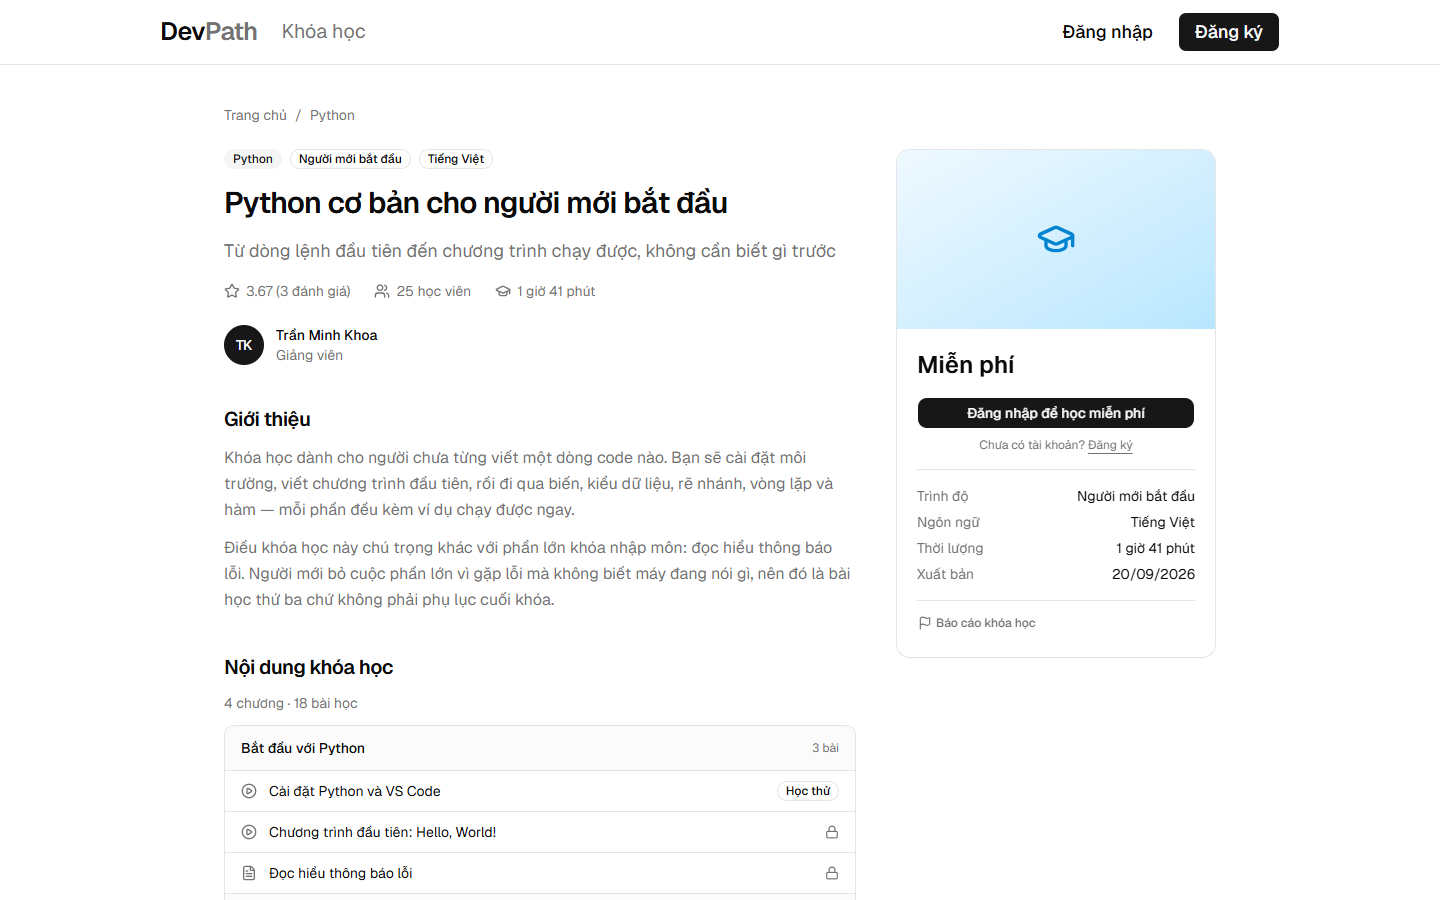 DevPath
Khóa học
Đăng nhập
Đăng ký
Trang chủ / Python
Python
Người mới bắt đầu
Tiếng Việt
Python cơ bản cho người mới bắt đầu
Từ dòng lệnh đầu tiên đến chương trình chạy được, không cần biết gì trước
3.67 (3 đánh giá)
25 học viên
1 giờ 41 phút
TK
Trần Minh Khoa
Giảng viên
Giới thiệu
Khóa học dành cho người chưa từng viết một dòng code nào. Bạn sẽ cài đặt môi
trường, viết chương trình đầu tiên, rồi đi qua biến, kiểu dữ liệu, rẽ nhánh, vòng lặp và
hàm — mỗi phần đều kèm ví dụ chạy được ngay.
Điều khóa học này chú trọng khác với phần lớn khóa nhập môn: đọc hiểu thông báo
lỗi. Người mới bỏ cuộc phần lớn vì gặp lỗi mà không biết máy đang nói gì, nên đó là bài
học thứ ba chứ không phải phụ lục cuối khóa.
Nội dung khóa học
4 chương · 18 bài học
Bắt đầu với Python
3 bài
Cài đặt Python và VS Code
Học thử
Chương trình đầu tiên: Hello, World!
Đọc hiểu thông báo lỗi
Miễn phí
Đăng nhập để học miễn phí
Chưa có tài khoản? Đăng ký
Trình độ
Người mới bắt đầu
Ngôn ngữ
Tiếng Việt
Thời lượng
1 giờ 41 phút
Xuất bản
20/09/2026
Báo cáo khóa học